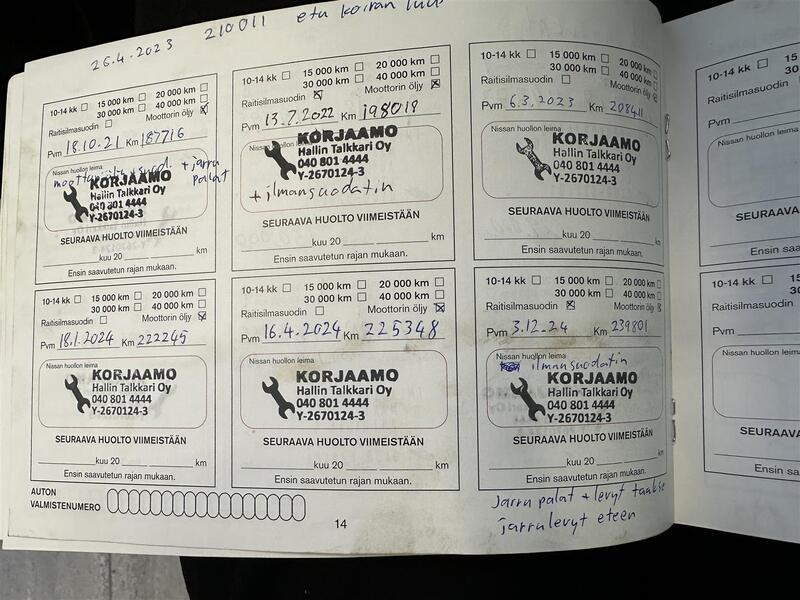 26.4.2023 210011 etu koiran luu
10-14 kk 15 000 km 20 000 km
30 000 km 40 000 km
Raitisilmasuodin Moottorin öljy
Pvm 18.10.21 Km 187716
Nissan huollon leima
+ jarru
palat
KORJAAMO
Hallin Talkkari Oy
040 801 4444
Y-2670124-3
SEURAAVA HUOLTO VIIMEISTÄÄN
kuu 20 km
Ensin saavutetun rajan mukaan.
10-14 kk 15 000 km 20 000 km
30 000 km 40 000 km
Raitisilmasuodin Moottorin öljy
Pvm 13.7.2022 Km 198019
Nissan huollon leima
KORJAAMO
Hallin Talkkari Oy
040 801 4444
Y-2670124-3
+ ilmansuodatin
SEURAAVA HUOLTO VIIMEISTÄÄN
kuu 20 km
Ensin saavutetun rajan mukaan.
10-14 kk 15 000 km 20 000 km
30 000 km 40 000 km
Raitisilmasuodin Moottorin öljy
Pvm 6.3.2023 Km 208411
Nissan huollon leima
KORJAAMO
Hallin Talkkari Oy
040 801 4444
Y-2670124-3
SEURAAVA HUOLTO VIIMEISTÄÄN
kuu 20 km
Ensin saavutetun rajan mukaan.
10-14 kk 15 000 km 20 000 km
30 000 km 40 000 km
Raitisilmasuodin Moottorin öljy
Pvm 18.1.2024 Km 222245
KORJAAMO
Hallin Talkkari Oy
040 801 4444
Y-2670124-3
SEURAAVA HUOLTO VIIMEISTÄÄN
kuu 20 km
Ensin saavutetun rajan mukaan.
10-14 kk 15 000 km 20 000 km
30 000 km 40 000 km
Raitisilmasuodin Moottorin öljy
Pvm 16.4.2024 Km 225348
Nissan huollon leima
KORJAAMO
Hallin Talkkari Oy
040 801 4444
Y-2670124-3
SEURAAVA HUOLTO VIIMEISTÄÄN
kuu 20 km
Ensin saavutetun rajan mukaan.
10-14 kk 15 000 km 20 000 km
30 000 km 40 000 km
Raitisilmasuodin Moottorin öljy
Pvm 3.12.24 Km 239801
Nissan huollon leima
ilmansuodatin
KORJAAMO
Hallin Talkkari Oy
040 801 4444
Y-2670124-3
SEURAAVA HUOLTO VIIMEISTÄÄN
kuu 20 km
Ensin saavutetun rajan mukaan.
Jarru palat + levyt taakse
jarrulevyt eteen
AUTON
VALMISTENUMERO
14
10-14 kk 15 000
30 000
Raitisilmasuodin
Pvm
Nissan huollon leima
SEURAAVA
Ensin
10-14 kk 15 000
30 000
Raitisilmasuodin
Pvm
Nissan huollon leima
SEURAAVA
Ensin sa